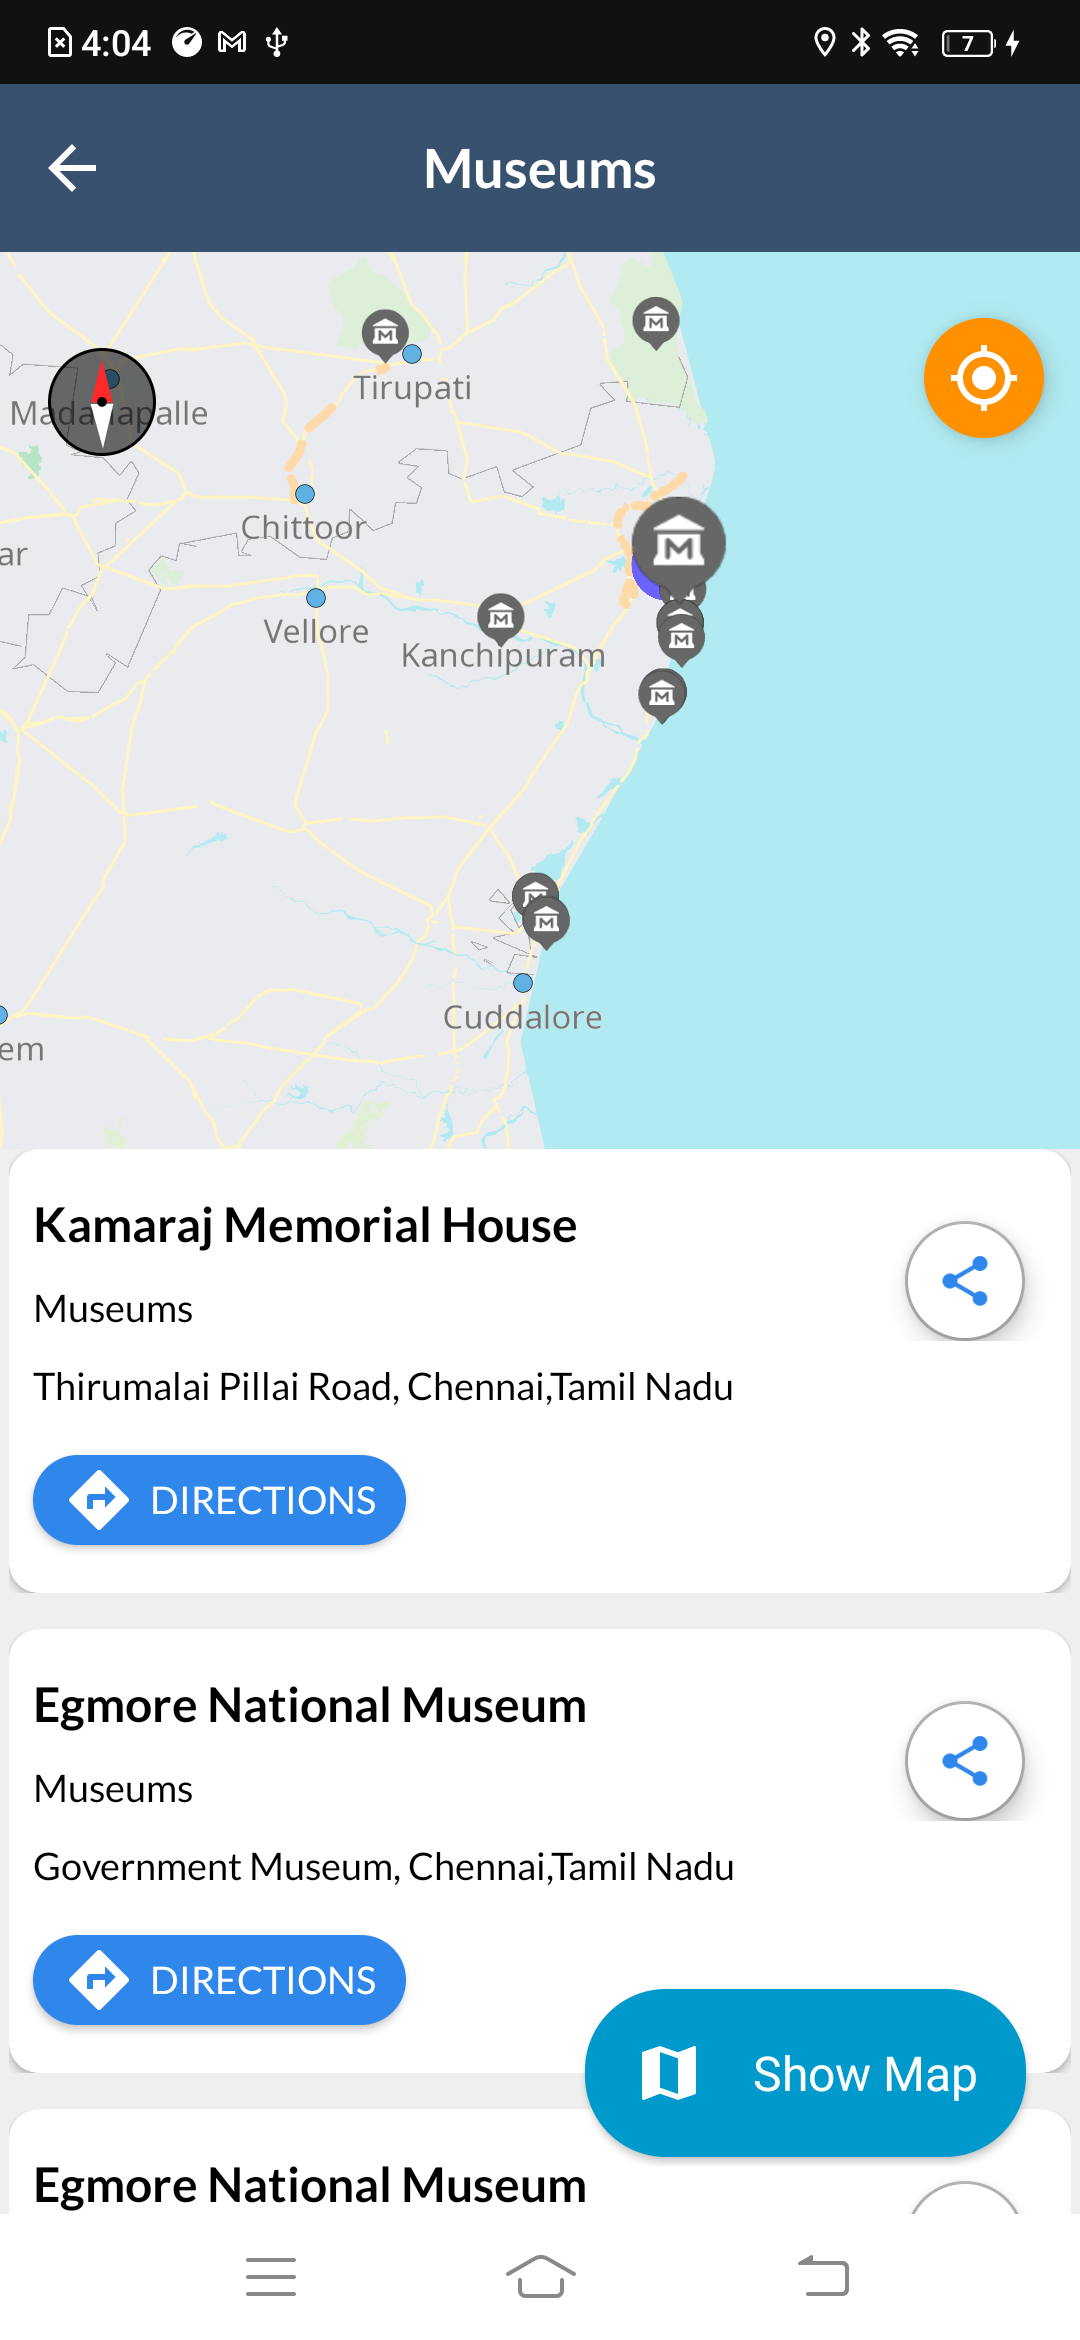 4:04
7
Museums
Tirupati
Madanapalle
Chittoor
ar
Vellore
Kanchipuram
Cuddalore
em
Kamaraj Memorial House
Museums
Thirumalai Pillai Road, Chennai,Tamil Nadu
DIRECTIONS
Egmore National Museum
Museums
Government Museum, Chennai,Tamil Nadu
DIRECTIONS
Show Map
Egmore National Museum